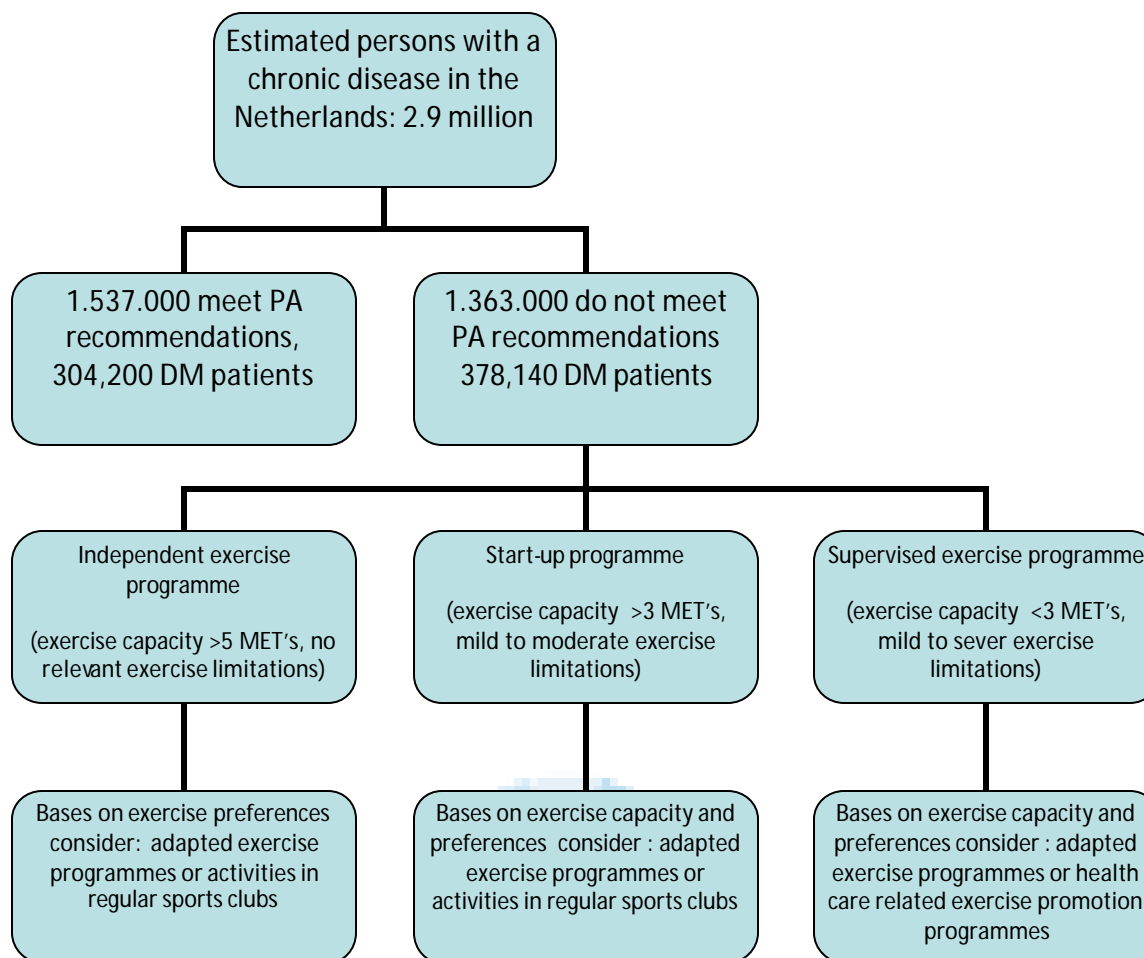 Estimated persons with a
chronic disease in the
Netherlands: 2.9 million
1.537.000 meet PA
recommendations,
304,200 DM patients
1.363.000 do not meet
PA recommendations
378,140 DM patients
Independent exercise
programme
(exercise capacity >5 MET's, no
relevant exercise limitations)
Start-up programme
(exercise capacity >3 MET's,
mild to moderate exercise
limitations)
Supervised exercise programme
(exercise capacity <3 MET's,
mild to sever exercise
limitations)
Bases on exercise preferences
consider: adapted exercise
programmes or activities in
regular sports clubs
Bases on exercise capacity and
preferences consider : adapted
exercise programmes or
activities in regular sports clubs
Bases on exercise capacity and
preferences consider : adapted
exercise programmes or health
care related exercise promotion
programmes